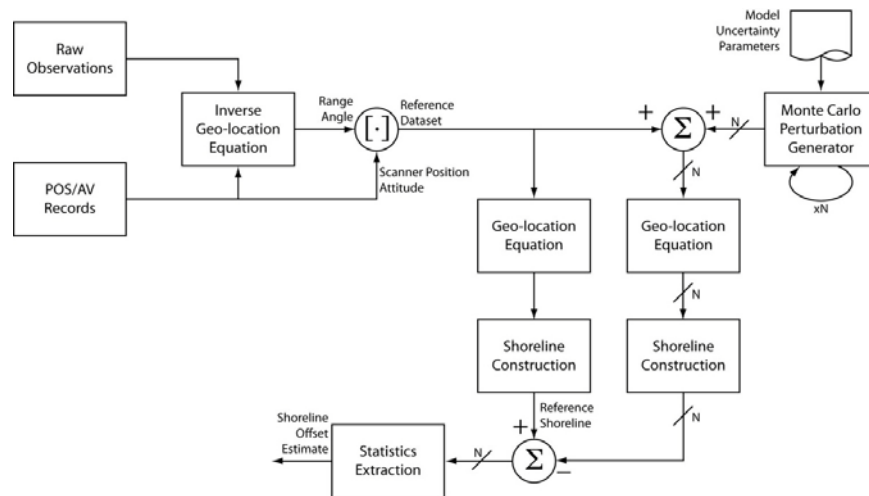 Raw
Observations
POS/AV
Records
Inverse
Geo-location
Equation
Range
Angle
[·]
Reference
Dataset
Scanner Position
Attitude
+
Σ
+
N
Model
Uncertainty
Parameters
Monte Carlo
Perturbation
Generator
xN
N
Geo-location
Equation
Geo-location
Equation
N
Shoreline
Construction
Shoreline
Construction
N
Reference
Shoreline
+
Σ
−
N
Statistics
Extraction
Shoreline
Offset
Estimate